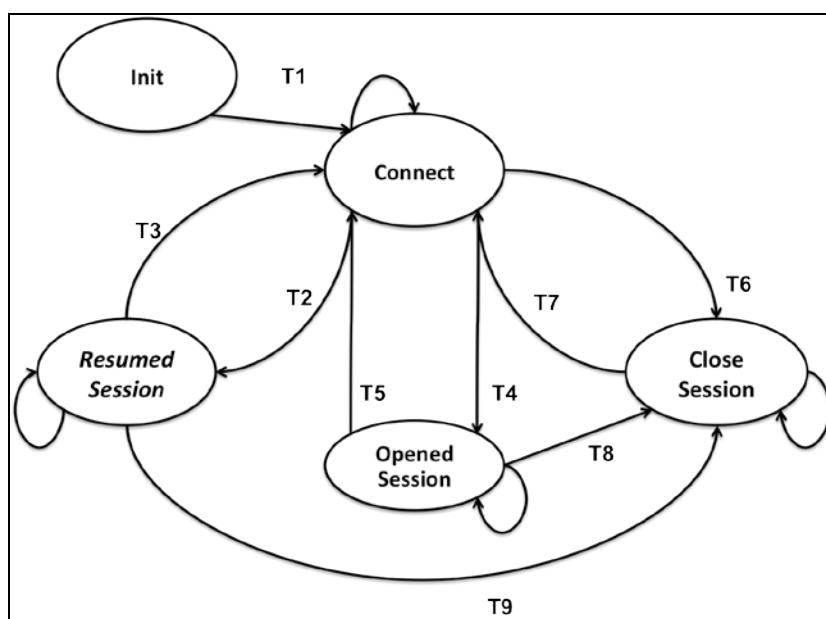 Init
T1
Connect
T3
T2
T7
T6
Resumed
Session
T5
T4
Close
Session
Opened
Session
T8
T9